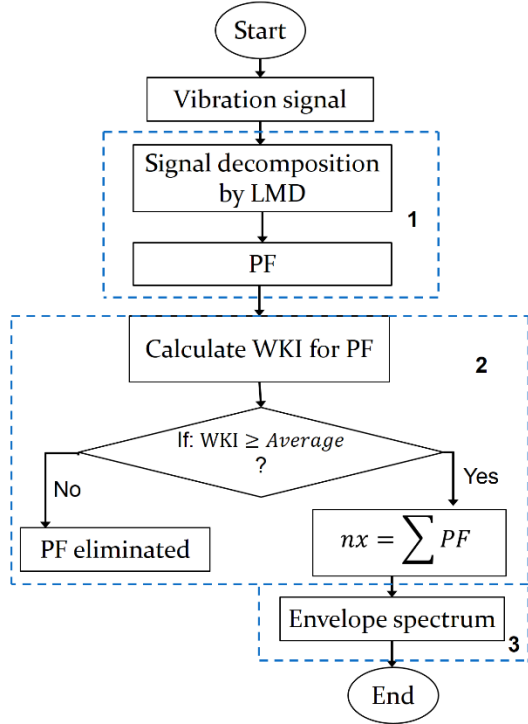 Start
Vibration signal
Signal decomposition
by LMD
1
PF
Calculate WKI for PF
2
If: WKI ≥ Average
?
No
Yes
PF eliminated
nx = ∑ PF
Envelope spectrum
3
End